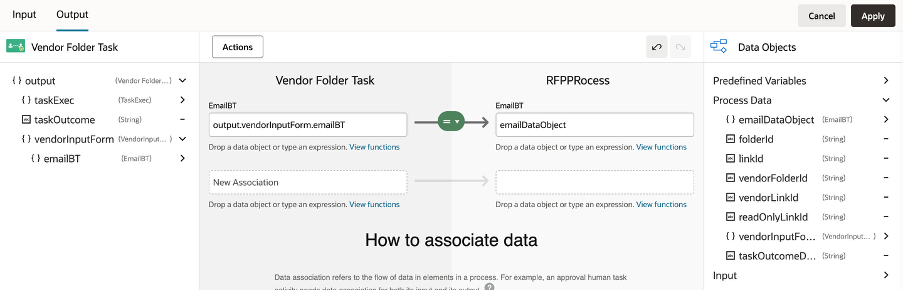 Input Output
Cancel Apply
Vendor Folder Task
Actions
Data Objects
{ } output (Vendor Folder...)
{ } taskExec (TaskExec)
taskOutcome (String)
{ } vendorInputForm (VendorInput...)
{ } emailBT (EmailBT)
Vendor Folder Task
RFPPRocess
EmailBT
output.vendorInputForm.emailBT
Drop a data object or type an expression. View functions
=
EmailBT
emailDataObject
Drop a data object or type an expression. View functions
New Association
Drop a data object or type an expression. View functions
Drop a data object or type an expression. View functions
How to associate data
Data association refers to the flow of data in elements in a process. For example, an approval human task
Predefined Variables
Process Data
{ } emailDataObject (EmailBT)
folderId (String)
linkId (String)
vendorFolderId (String)
vendorLinkId (String)
readOnlyLinkId (String)
{ } vendorInputFo... (VendorInput...)
taskOutcomeD... (String)
Input